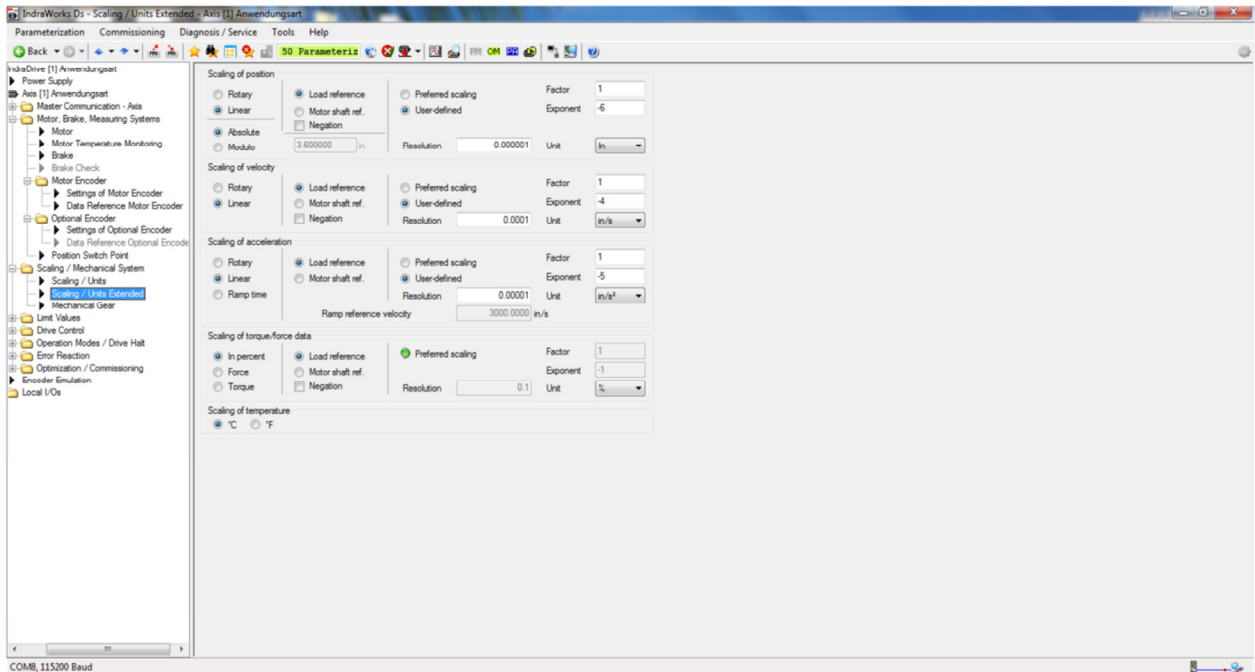 IndraWorks Ds - Scaling / Units Extended - Axis [1] Anwendungsart
Parameterization Commissioning Diagnosis / Service Tools Help
Back 50 Parameteriz PM OM
IndraDrive [1] Anwendungsart
Power Supply
Axis [1] Anwendungsart
Master Communication - Axis
Motor, Brake, Measuring Systems
Motor
Motor Temperature Monitoring
Brake
Brake Check
Motor Encoder
Settings of Motor Encoder
Data Reference Motor Encoder
Optional Encoder
Settings of Optional Encoder
Data Reference Optional Encode
Position Switch Point
Scaling / Mechanical System
Scaling / Units
Scaling / Units Extended
Mechanical Gear
Limit Values
Drive Control
Operation Modes / Drive Halt
Error Reaction
Optimization / Commissioning
Encoder Emulation
Local I/Os
Scaling of position
Rotary Load reference Preferred scaling Factor 1
Linear Motor shaft ref. User-defined Exponent -6
Negation
Absolute
Modulo 3.600000 in Resolution 0.000001 Unit in
Scaling of velocity
Rotary Load reference Preferred scaling Factor 1
Linear Motor shaft ref. User-defined Exponent -4
Negation Resolution 0.0001 Unit in/s
Scaling of acceleration
Rotary Load reference Preferred scaling Factor 1
Linear Motor shaft ref. User-defined Exponent -5
Ramp time Resolution 0.00001 Unit in/s²
Ramp reference velocity 3000.0000 in/s
Scaling of torque/force data
In percent Load reference Preferred scaling Factor 1
Force Motor shaft ref. Exponent -1
Torque Negation Resolution 0.1 Unit %
Scaling of temperature
°C °F
COM8, 115200 Baud